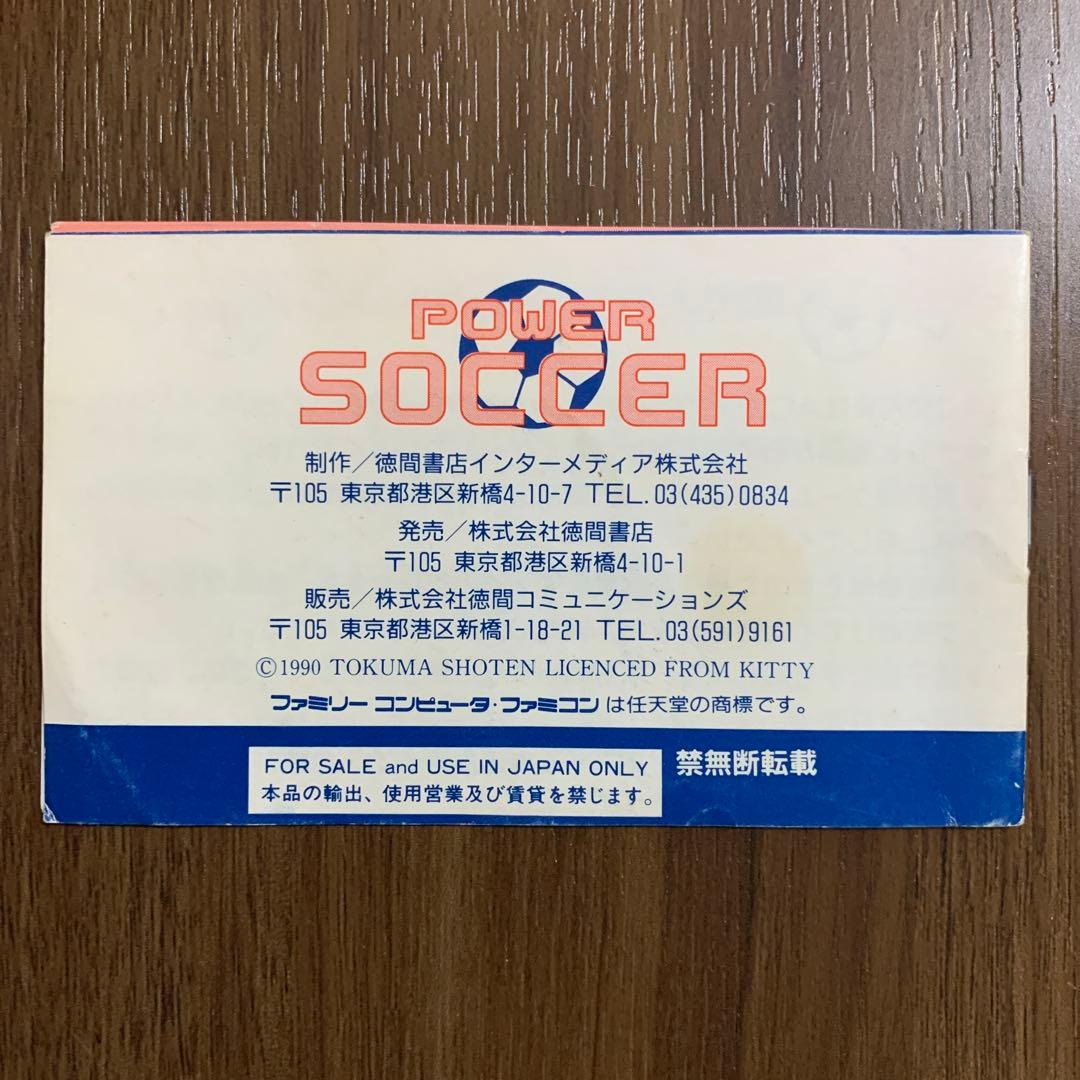 POWER
SOCCER
制作／徳間書店インターメディア株式会社
〒105 東京都港区新橋4-10-7 TEL.03(435)0834
発売／株式会社徳間書店
〒105 東京都港区新橋4-10-1
販売／株式会社徳間コミュニケーションズ
〒105 東京都港区新橋1-18-21 TEL.03(591)9161
©1990 TOKUMA SHOTEN LICENCED FROM KITTY
ファミリーコンピュータ・ファミコンは任天堂の商標です。
FOR SALE and USE IN JAPAN ONLY
本品の輸出、使用営業及び賃貸を禁じます。
禁無断転載